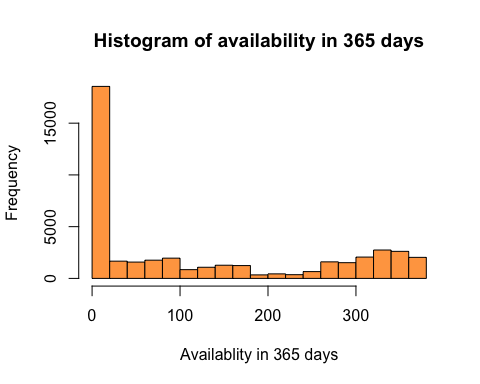 Histogram of availability in 365 days
Frequency
15000
5000
0
0 100 200 300
Availablity in 365 days